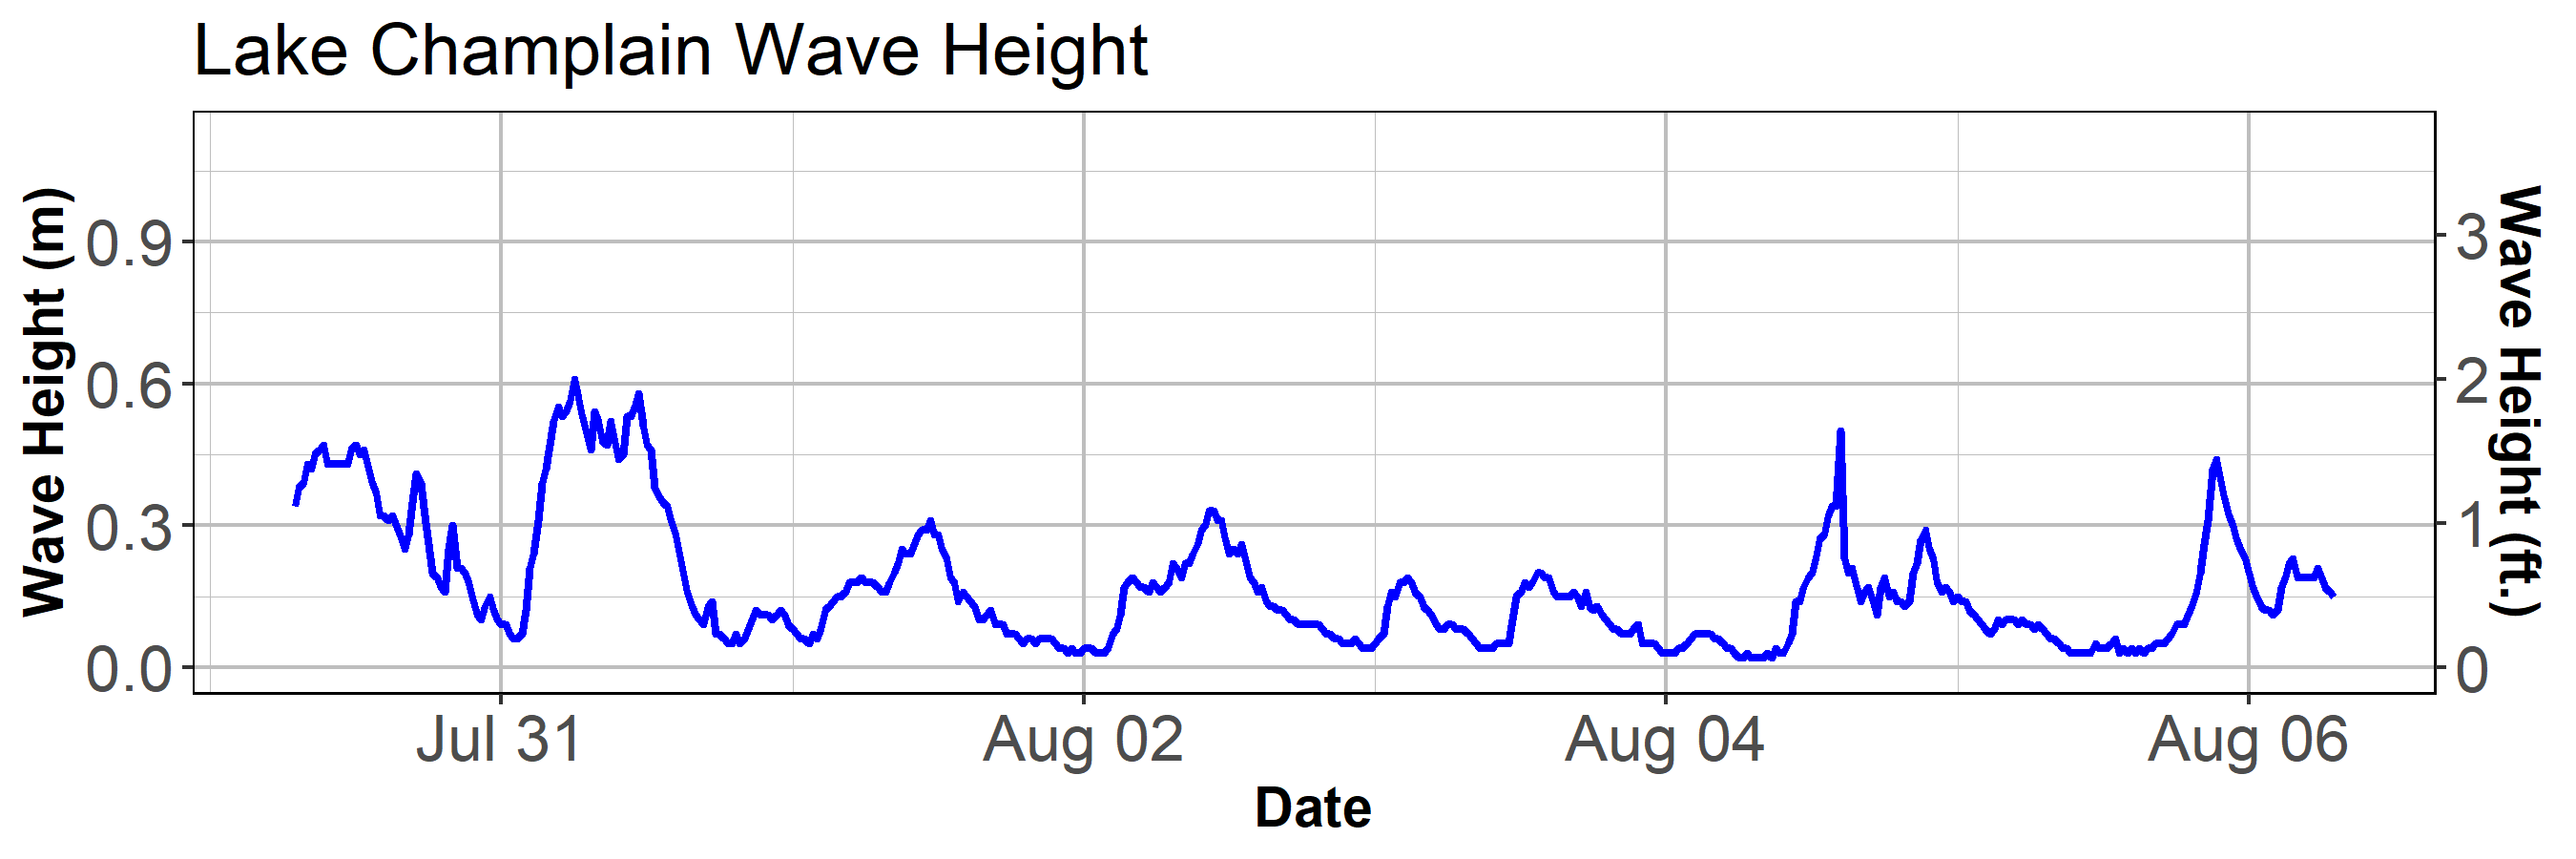 Lake Champlain Wave Height
Wave Height (m)
0.9
0.6
0.3
0.0
3
2
1
0
Wave Height (ft.)
Jul 31
Aug 02
Aug 04
Aug 06
Date